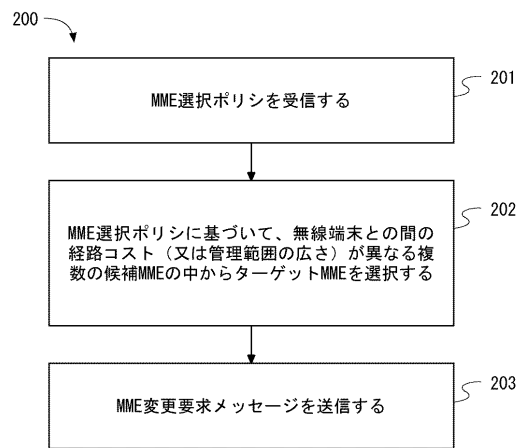 200
MME選択ポリシを受信する
201
MME選択ポリシに基づいて、無線端末との間の
経路コスト（又は管理範囲の広さ）が異なる複
数の候補MMEの中からターゲットMMEを選択する
202
MME変更要求メッセージを送信する
203